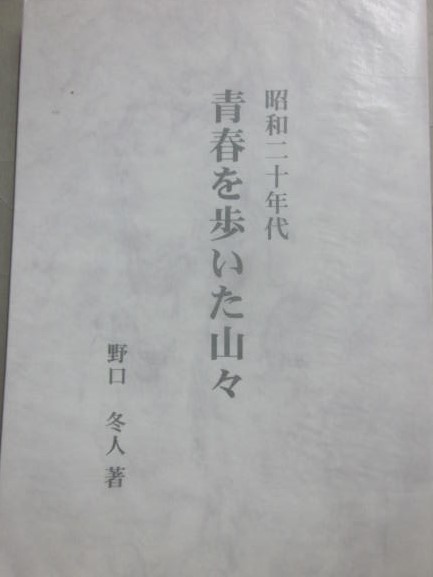 昭和二十年代
青春を歩いた山々
野口 冬人 著